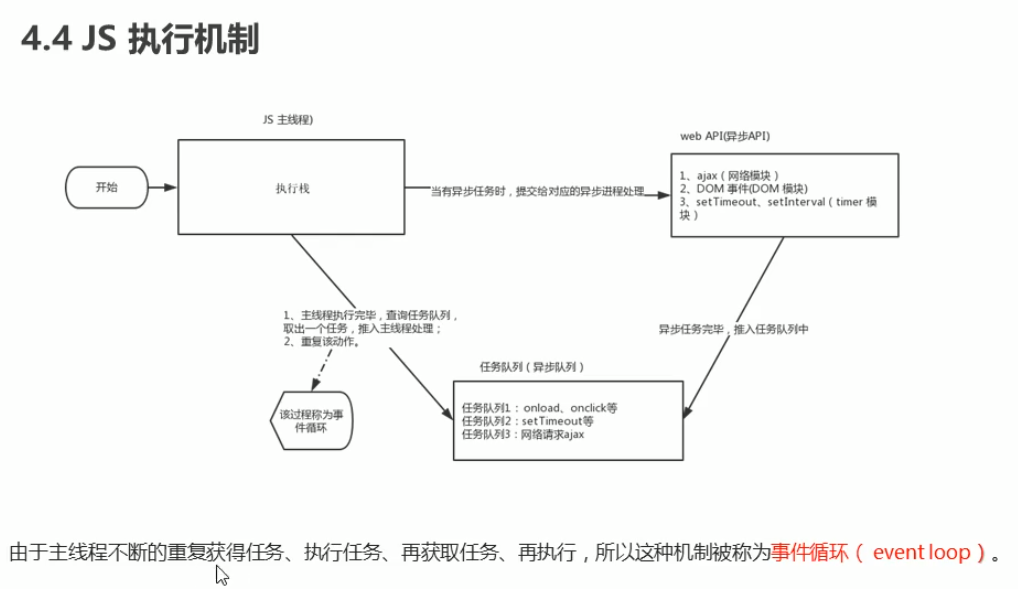 4.4 JS 执行机制
JS 主线程)
开始
执行栈
当有异步任务时，提交给对应的异步进程处理
web API(异步API)
1、ajax（网络模块）
2、DOM 事件(DOM 模块)
3、setTimeout、setInterval（timer 模
块）
1、主线程执行完毕，查询任务队列，
取出一个任务，推入主线程处理；
2、重复该动作。
异步任务完毕，推入任务队列中
该过程称为事
件循环
任务队列（异步队列）
任务队列1：onload、onclick等
任务队列2：setTimeout等
任务队列3：网络请求ajax
由于主线程不断的重复获得任务、执行任务、再获取任务、再执行，所以这种机制被称为事件循环（ event loop）。